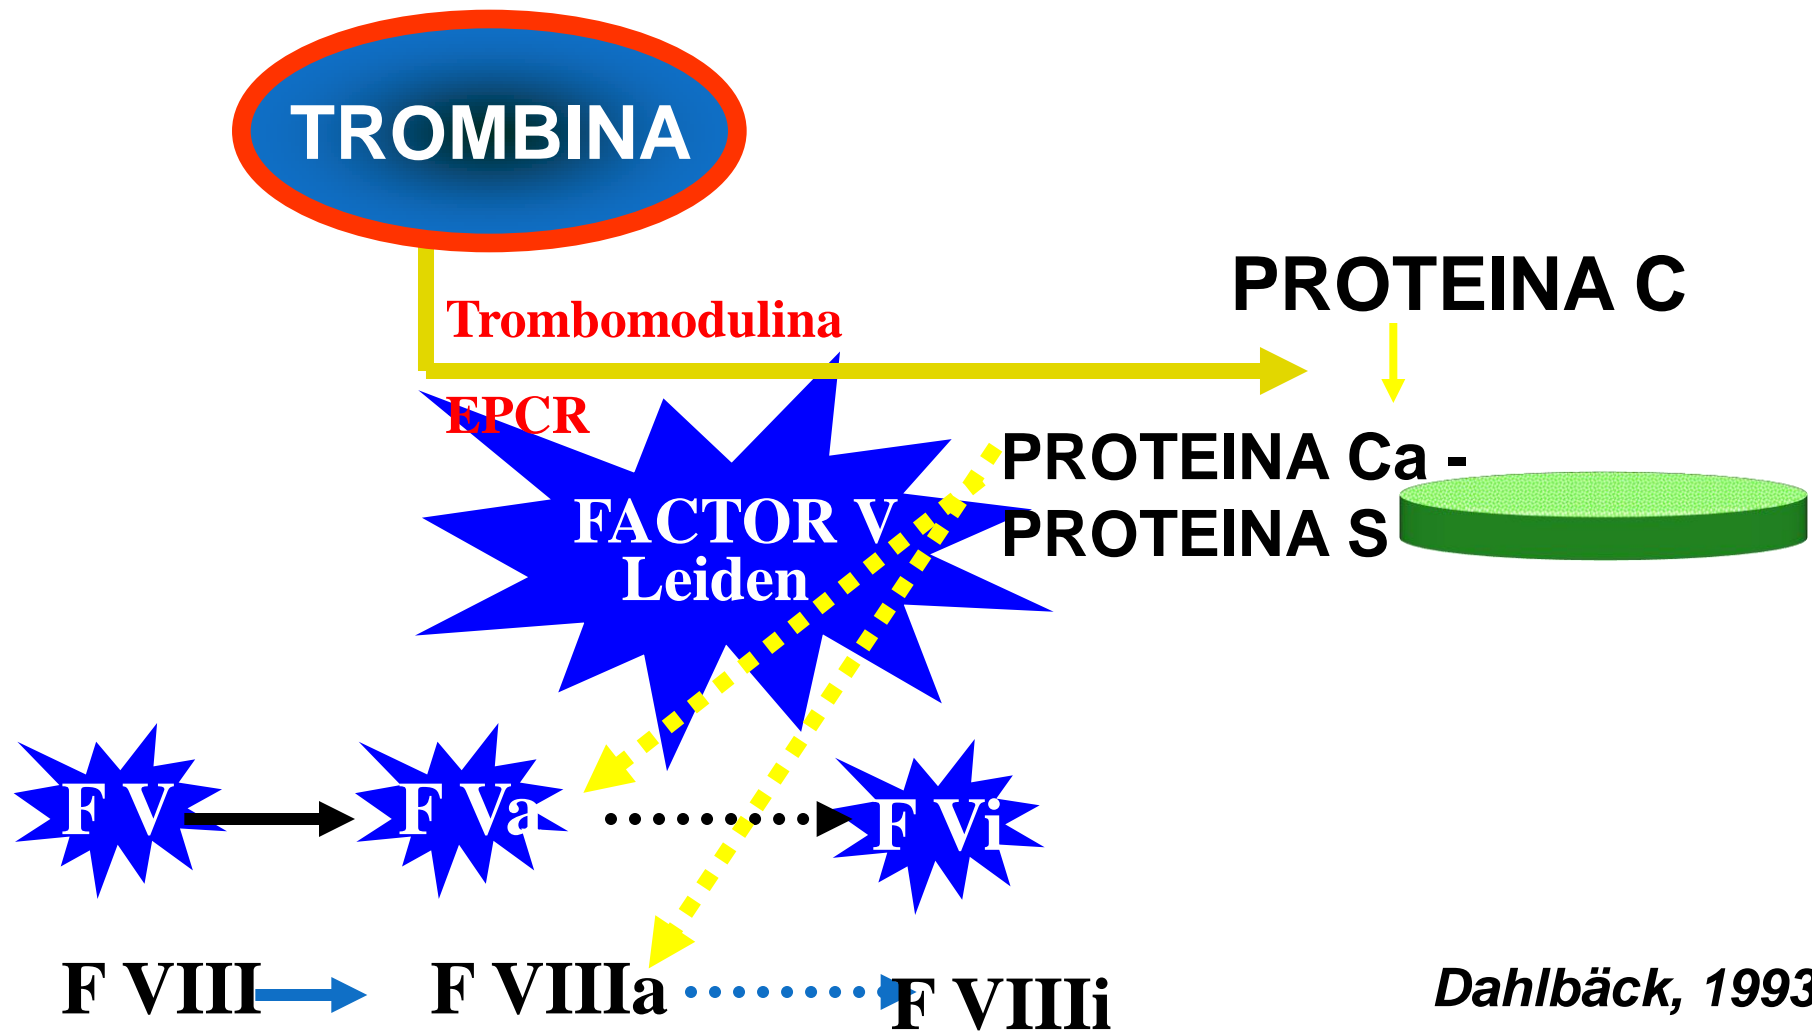 TROMBINA
PROTEINA C
Trombomodulina
EPCR
PROTEINA Ca -
PROTEINA S
FACTOR V
Leiden
F V
F Va
F Vi
F VIII
F VIIIa
F VIIIi
Dahlbäck, 1993